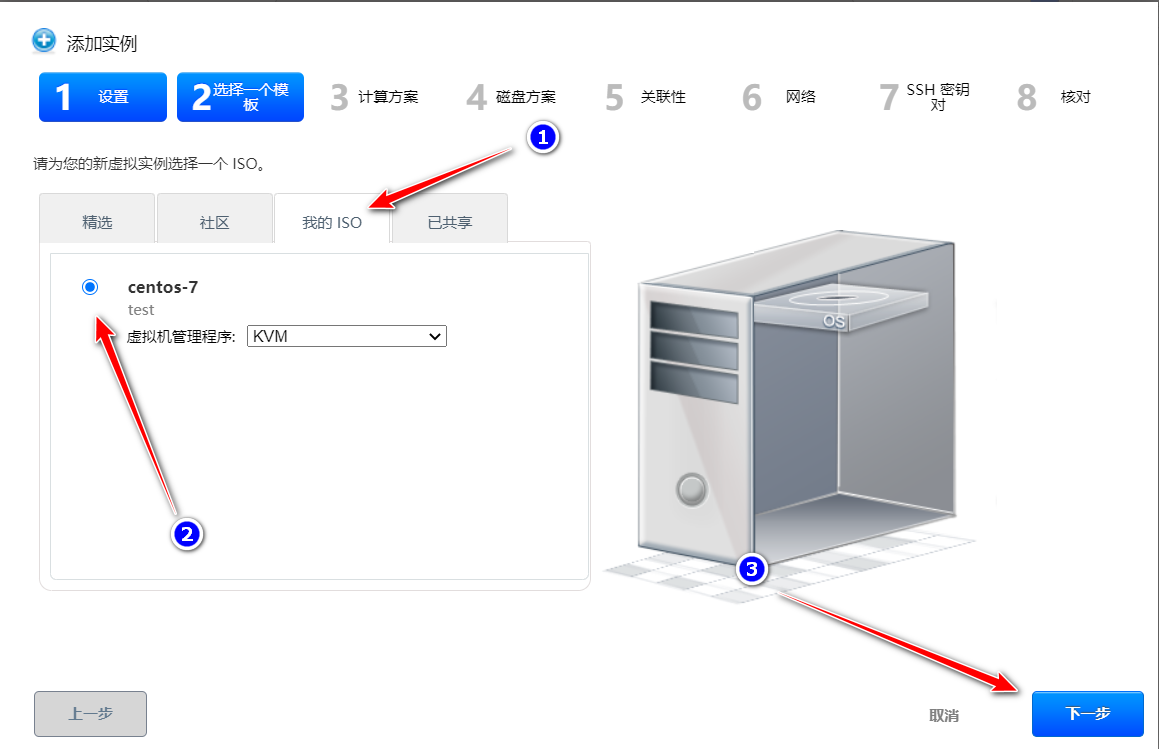 添加实例
1 设置
2 选择一个模
板
3 计算方案
4 磁盘方案
5 关联性
6 网络
7 SSH 密钥
对
8 核对
1
请为您的新虚拟实例选择一个 ISO。
精选
社区
我的 ISO
已共享
centos-7
test
虚拟机管理程序: KVM
OS
2
3
上一步
取消
下一步